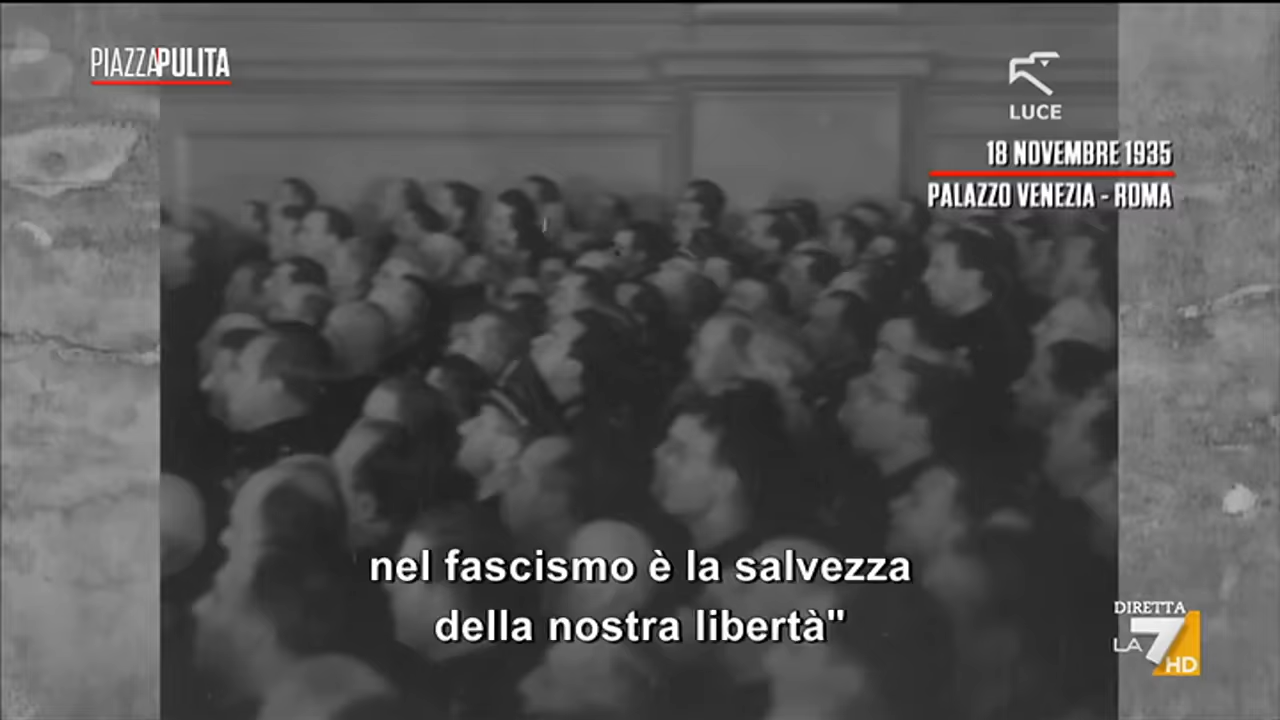 PIAZZAPULITA
LUCE
18 NOVEMBRE 1935
PALAZZO VENEZIA - ROMA
nel fascismo è la salvezza
della nostra libertà"
DIRETTA
LA7
HD